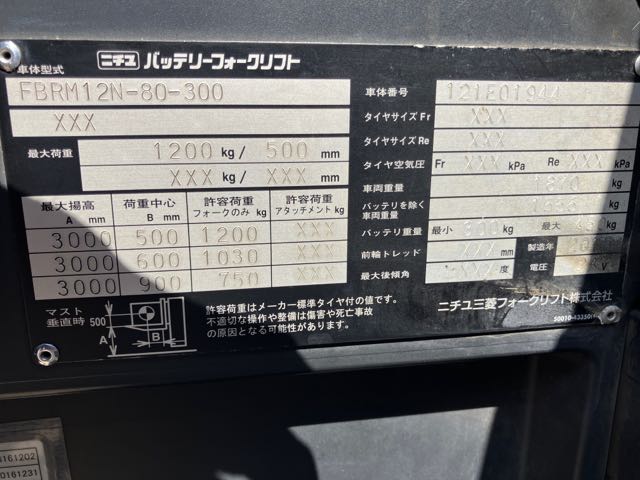 ニチユ バッテリーフォークリフト
車体型式
FBRM12N-80-300
XXX
最大荷重 1200 kg / 500 mm
XXX kg / XXX mm
最大揚高 A mm 荷重中心 B mm 許容荷重 フォークのみ kg 許容荷重 アタッチメント kg
3000 500 1200 XXX
3000 600 1030 XXX
3000 900 750 XXX
マスト垂直時 500 A B
許容荷重はメーカー標準タイヤ付の値です。
不適切な操作や整備は傷害や死亡事故
の原因となる可能性があります。
車体番号 121E01944
タイヤサイズ Fr XXX
タイヤサイズ Re XXX
タイヤ空気圧 Fr XXX kPa Re XXX kPa
車両重量 kg
バッテリを除く車両重量 kg
バッテリ重量 最小 kg 最大 kg
前輪トレッド XXX mm 製造年
最大後傾角 XXX 度 電圧 V
ニチユ三菱フォークリフト株式会社
161202
0161231